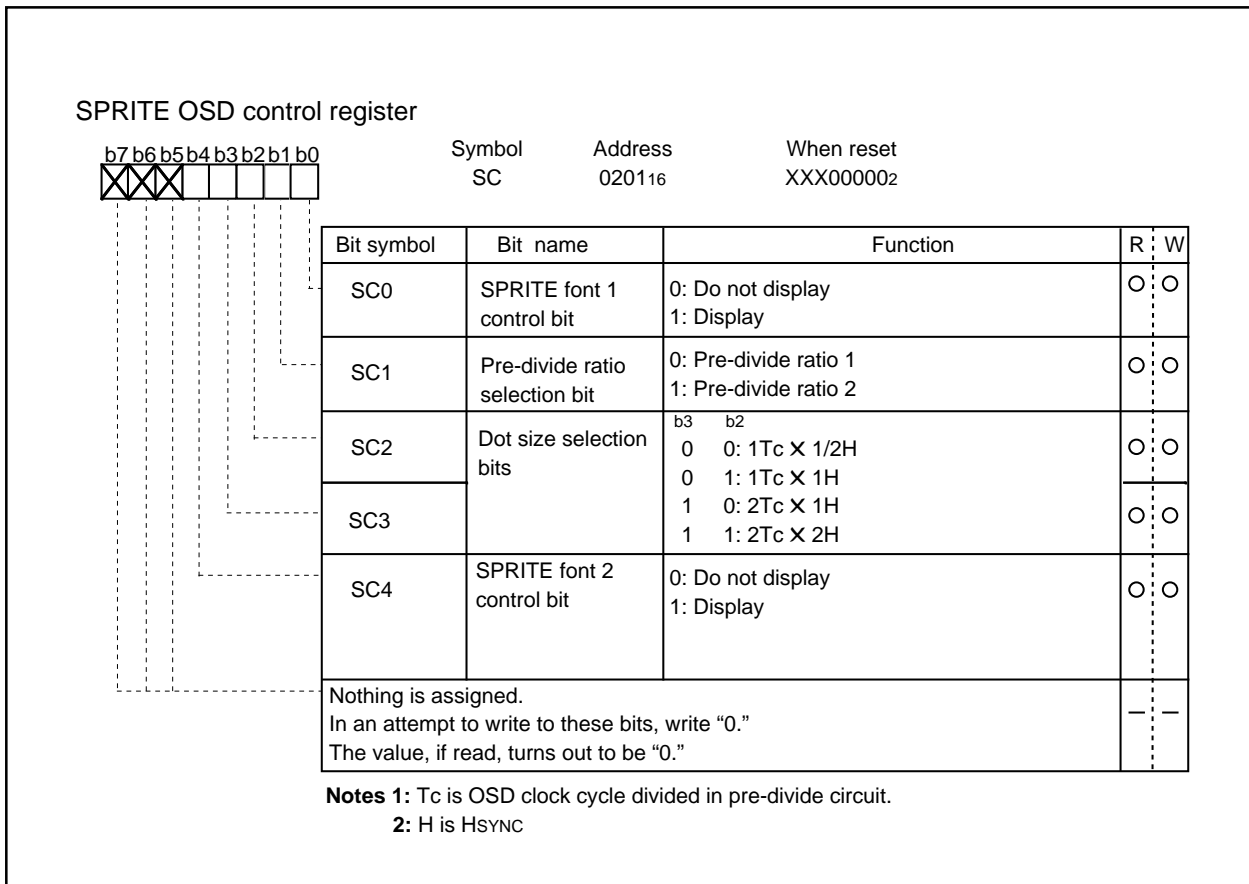 SPRITE OSD control register
b7 b6 b5 b4 b3 b2 b1 b0
Symbol Address When reset
SC 020116 XXX000002
Bit symbol Bit name Function R W
SC0 SPRITE font 1 control bit 0: Do not display
1: Display
SC1 Pre-divide ratio selection bit 0: Pre-divide ratio 1
1: Pre-divide ratio 2
SC2 Dot size selection bits b3 b2
0 0: 1Tc X 1/2H
0 1: 1Tc X 1H
SC3 1 0: 2Tc X 1H
1 1: 2Tc X 2H
SC4 SPRITE font 2 control bit 0: Do not display
1: Display
Nothing is assigned.
In an attempt to write to these bits, write “0.”
The value, if read, turns out to be “0.”
Notes 1: Tc is OSD clock cycle divided in pre-divide circuit.
2: H is HSYNC